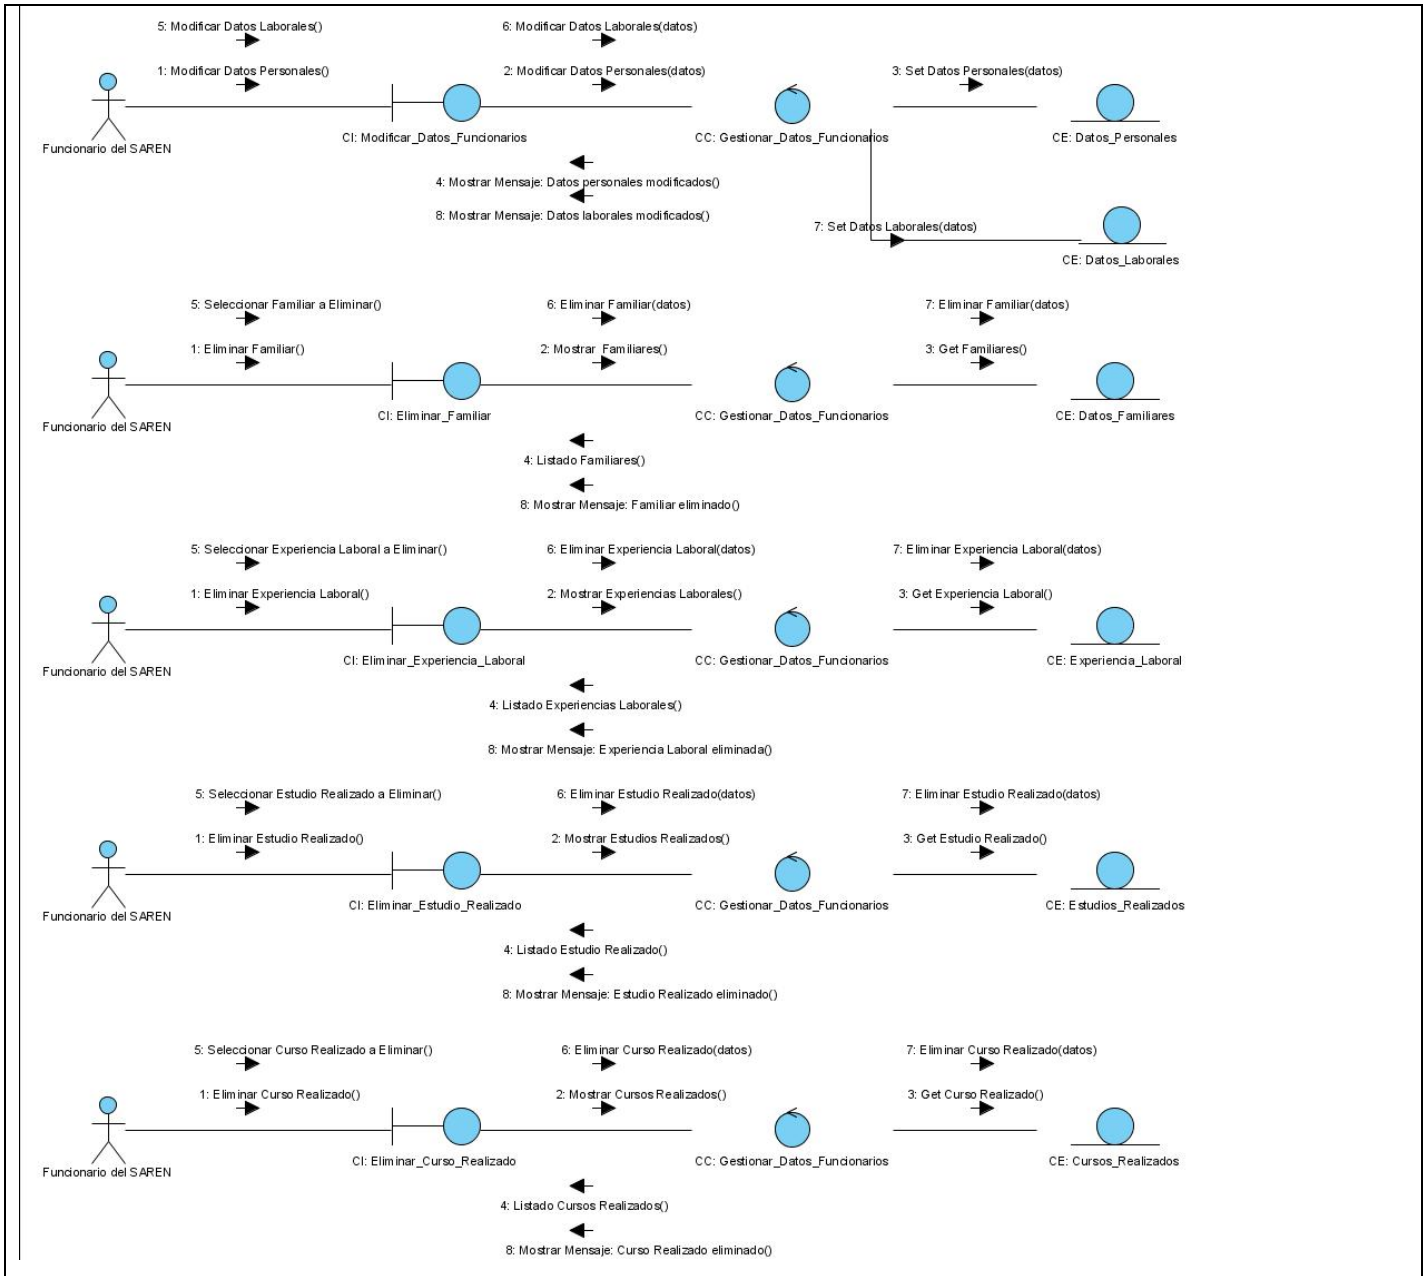 5: Modificar Datos Laborales()
6: Modificar Datos Laborales(datos)
1: Modificar Datos Personales()
2: Modificar Datos Personales(datos)
3: Set Datos Personales(datos)
Funcionario del SAREN
CI: Modificar_Datos_Funcionarios
CC: Gestionar_Datos_Funcionarios
CE: Datos_Personales
4: Mostrar Mensaje: Datos personales modificados()
8: Mostrar Mensaje: Datos laborales modificados()
7: Set Datos Laborales(datos)
CE: Datos_Laborales
5: Seleccionar Familiar a Eliminar()
6: Eliminar Familiar(datos)
7: Eliminar Familiar(datos)
1: Eliminar Familiar()
2: Mostrar Familiares()
3: Get Familiares()
Funcionario del SAREN
CI: Eliminar_Familiar
CC: Gestionar_Datos_Funcionarios
CE: Datos_Familiares
4: Listado Familiares()
8: Mostrar Mensaje: Familiar eliminado()
5: Seleccionar Experiencia Laboral a Eliminar()
6: Eliminar Experiencia Laboral(datos)
7: Eliminar Experiencia Laboral(datos)
1: Eliminar Experiencia Laboral()
2: Mostrar Experiencias Laborales()
3: Get Experiencia Laboral()
Funcionario del SAREN
CI: Eliminar_Experiencia_Laboral
CC: Gestionar_Datos_Funcionarios
CE: Experiencia_Laboral
4: Listado Experiencias Laborales()
8: Mostrar Mensaje: Experiencia Laboral eliminada()
5: Seleccionar Estudio Realizado a Eliminar()
6: Eliminar Estudio Realizado(datos)
7: Eliminar Estudio Realizado(datos)
1: Eliminar Estudio Realizado()
2: Mostrar Estudios Realizados()
3: Get Estudio Realizado()
Funcionario del SAREN
CI: Eliminar_Estudio_Realizado
CC: Gestionar_Datos_Funcionarios
CE: Estudios_Realizados
4: Listado Estudio Realizado()
8: Mostrar Mensaje: Estudio Realizado eliminado()
5: Seleccionar Curso Realizado a Eliminar()
6: Eliminar Curso Realizado(datos)
7: Eliminar Curso Realizado(datos)
1: Eliminar Curso Realizado()
2: Mostrar Cursos Realizados()
3: Get Curso Realizado()
Funcionario del SAREN
CI: Eliminar_Curso_Realizado
CC: Gestionar_Datos_Funcionarios
CE: Cursos_Realizados
4: Listado Cursos Realizados()
8: Mostrar Mensaje: Curso Realizado eliminado()